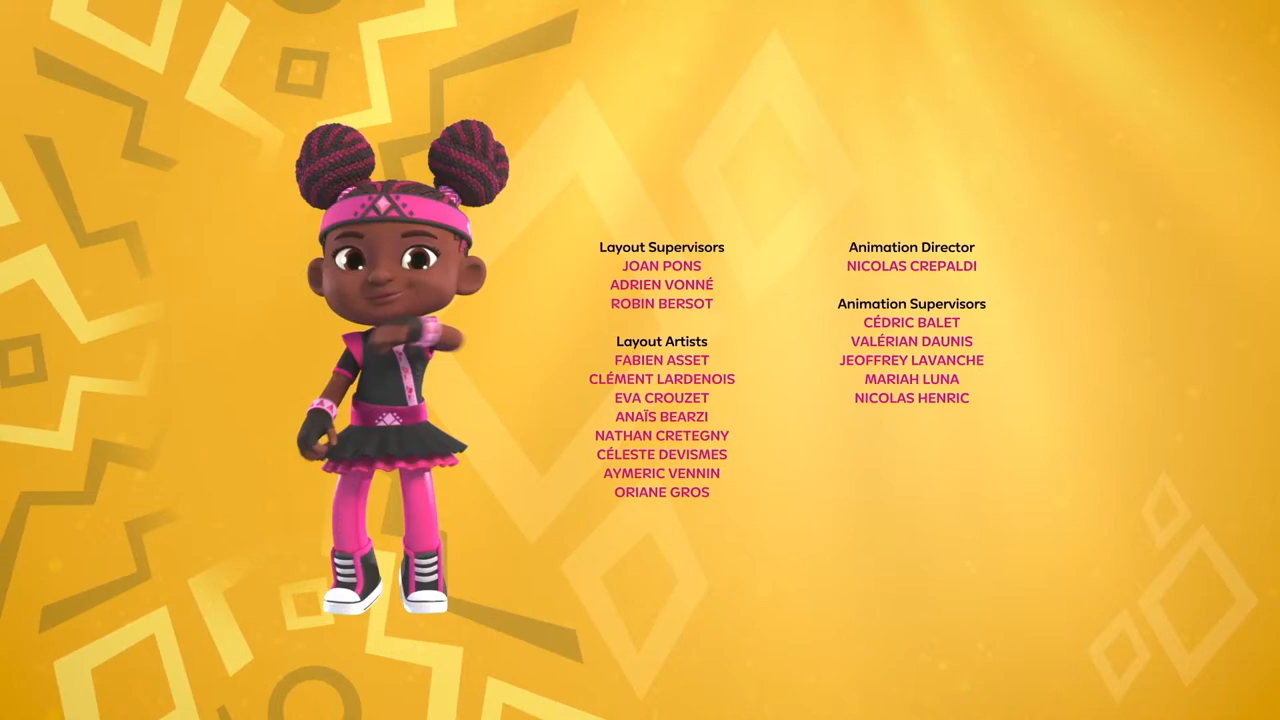 Layout Supervisors
JOAN PONS
ADRIEN VONNÉ
ROBIN BERSOT
Layout Artists
FABIEN ASSET
CLÉMENT LARDENOIS
EVA CROUZET
ANAÏS BEARZI
NATHAN CRETEGNY
CÉLESTE DEVISMES
AYMERIC VENNIN
ORIANE GROS
Animation Director
NICOLAS CREPALDI
Animation Supervisors
CÉDRIC BALET
VALÉRIAN DAUNIS
JEOFFREY LAVANCHE
MARIAH LUNA
NICOLAS HENRIC